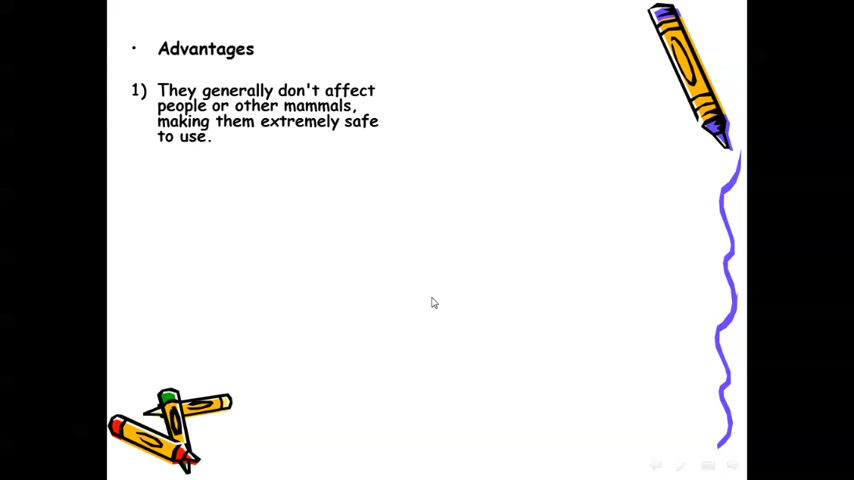 • Advantages
1) They generally don't affect
people or other mammals,
making them extremely safe
to use.